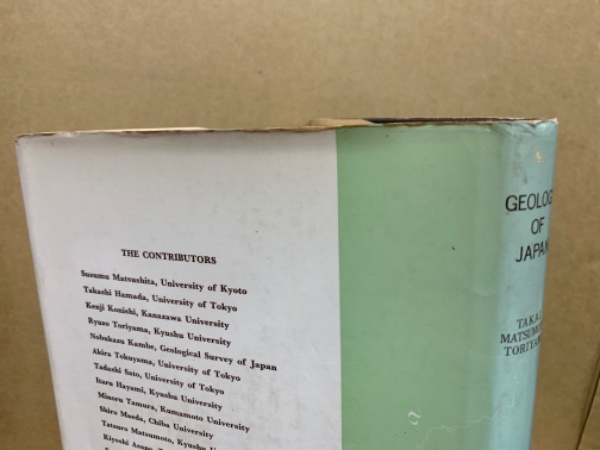 THE CONTRIBUTORS
Susumu Matsushita, University of Kyoto
Takashi Hamada, University of Tokyo
Kenji Konishi, Kanazawa University
Ryuzo Toriyama, Kyushu University
Nobukazu Kambe, Geological Survey of Japan
Akira Tokuyama, University of Tokyo
Tadashi Sato, University of Tokyo
Itaru Hayami, Kyushu University
Minoru Tamura, Kumamoto University
Shiro Maeda, Chiba University
Tatsuro Matsumoto, Kyushu U
Kiyoshi Asano,
GEOLOG
OF
JAPAN
TAKAI
MATSUMO
TORIYA